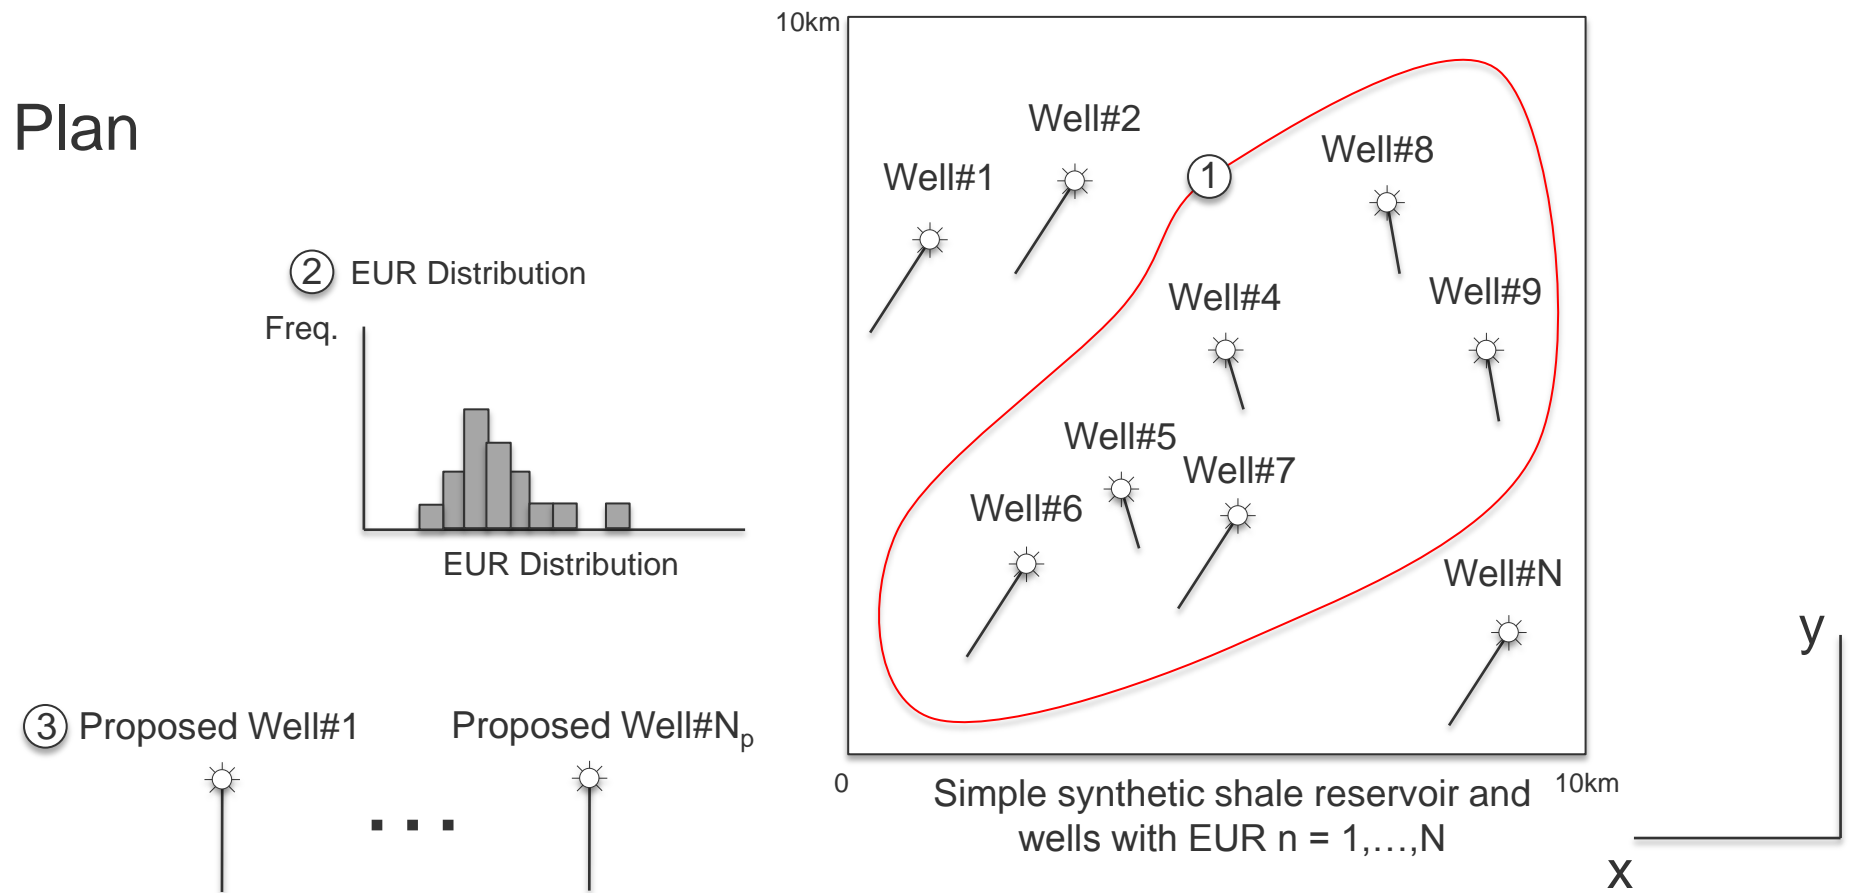 Plan
10km
Well#2
Well#1
Well#8
1
2 EUR Distribution
Freq.
Well#4
Well#9
Well#5
Well#7
Well#6
EUR Distribution
Well#N
3 Proposed Well#1
Proposed Well#Np
. . .
0
10km
Simple synthetic shale reservoir and
wells with EUR n = 1,…,N
y
x